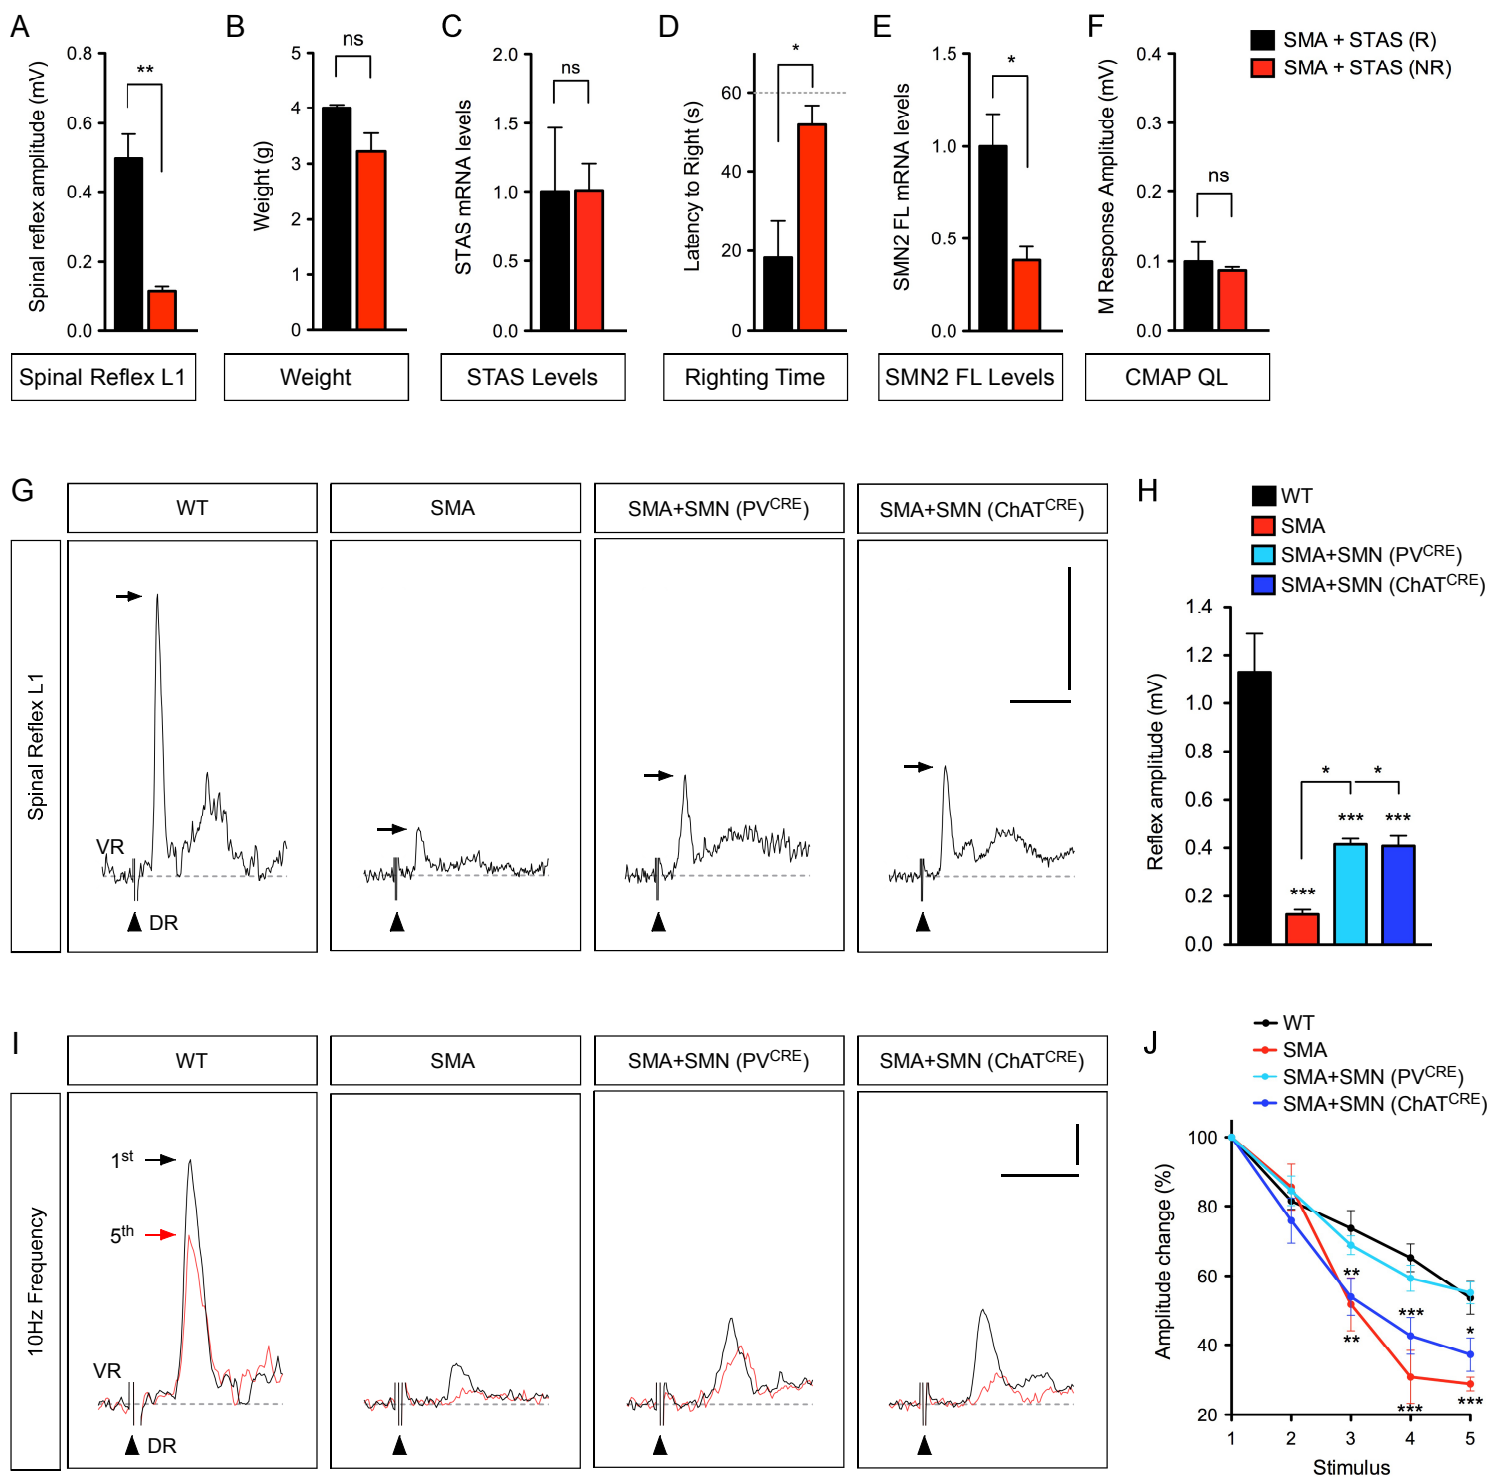 A
Spinal reflex amplitude (mV)
0.8
0.6
0.4
0.2
0.0
**
Spinal Reflex L1
B
Weight (g)
5
4
3
2
1
0
ns
Weight
C
STAS mRNA levels
2.0
1.5
1.0
0.5
0.0
ns
STAS Levels
D
Latency to Right (s)
60
40
20
0
*
Righting Time
E
SMN2 FL mRNA levels
1.5
1.0
0.5
0.0
*
SMN2 FL Levels
F
M Response Amplitude (mV)
0.4
0.3
0.2
0.1
0.0
ns
CMAP QL
SMA + STAS (R)
SMA + STAS (NR)
G
WT
SMA
SMA+SMN (PVCRE)
SMA+SMN (ChATCRE)
Spinal Reflex L1
VR
DR
H
WT
SMA
SMA+SMN (PVCRE)
SMA+SMN (ChATCRE)
Reflex amplitude (mV)
1.4
1.2
1.0
0.8
0.6
0.4
0.2
0.0
* *
*** *** ***
I
WT
SMA
SMA+SMN (PVCRE)
SMA+SMN (ChATCRE)
10Hz Frequency
1st
5th
VR
DR
J
WT
SMA
SMA+SMN (PVCRE)
SMA+SMN (ChATCRE)
Amplitude change (%)
100
80
60
40
20
**
***
*
**
***
***
1 2 3 4 5
Stimulus